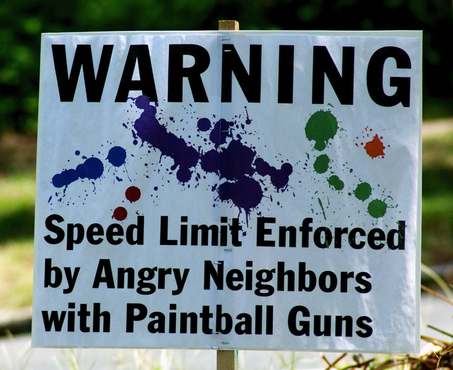 WARNING
Speed Limit Enforced
by Angry Neighbors
with Paintball Guns